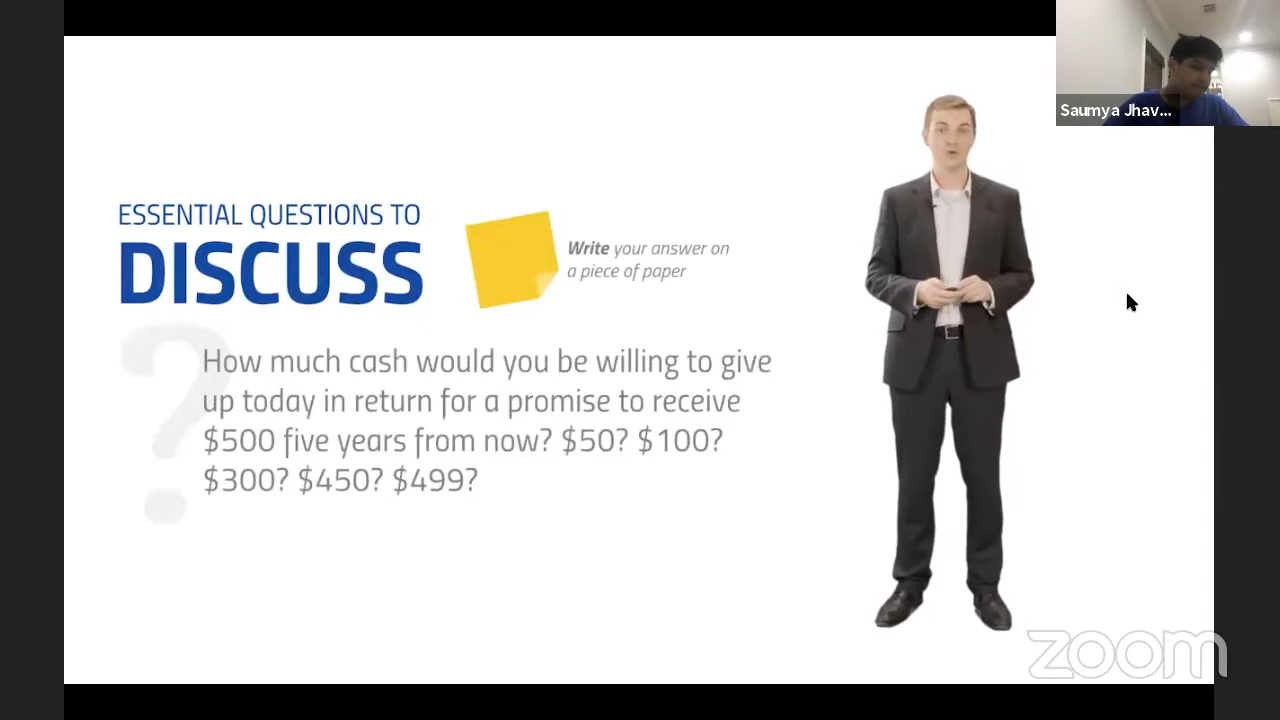 Saumya Jhav...
ESSENTIAL QUESTIONS TO
DISCUSS
Write your answer on
a piece of paper
?
How much cash would you be willing to give
up today in return for a promise to receive
$500 five years from now? $50? $100?
$300? $450? $499?
zoom